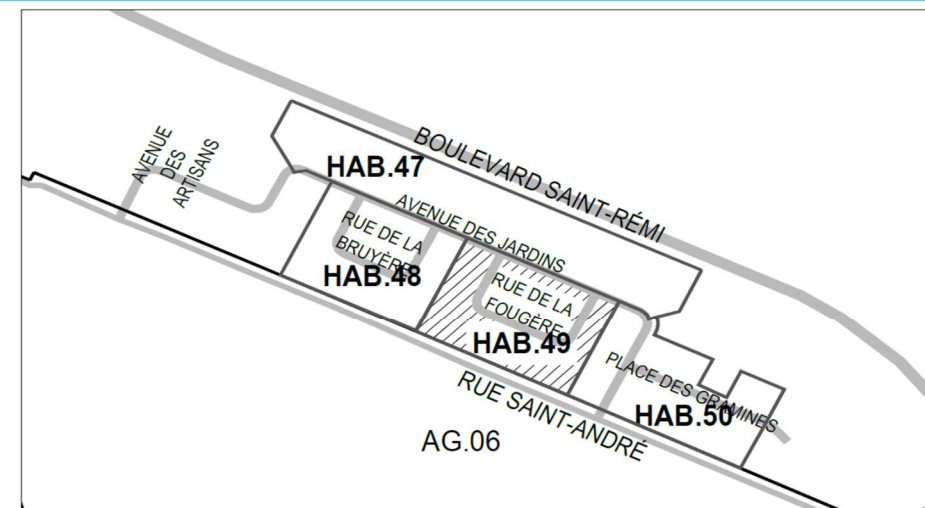 BOULEVARD SAINT-RÉMI
AVENUE
DES
ARTISANS
HAB.47
AVENUE DES JARDINS
RUE DE LA
BRUYÈRE
HAB.48
RUE DE LA
FOUGÈRE
HAB.49
PLACE DES GRAMINES
HAB.50
RUE SAINT-ANDRÉ
AG.06